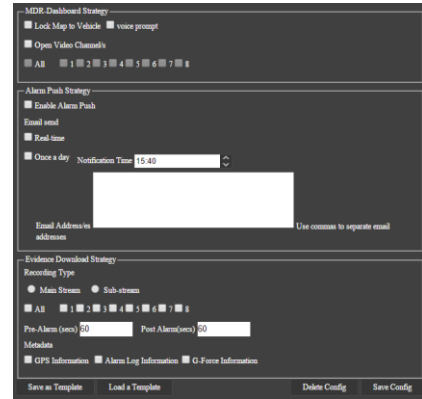 MDR-Dashboard Strategy
Lock Map to Vehicle voice prompt
Open Video Channel/s
All 1 2 3 4 5 6 7 8
Alarm Push Strategy
Enable Alarm Push
Email send
Real-time
Once a day Notification Time 15:40
Email Address/es Use commas to separate email
addresses
Evidence Download Strategy
Recording Type
Main Stream Sub-stream
All 1 2 3 4 5 6 7 8
Pre-Alarm (secs) 60 Post Alarm(secs) 60
Metadata
GPS Information Alarm Log Information G-Force Information
Save as Template Load a Template Delete Config Save Config